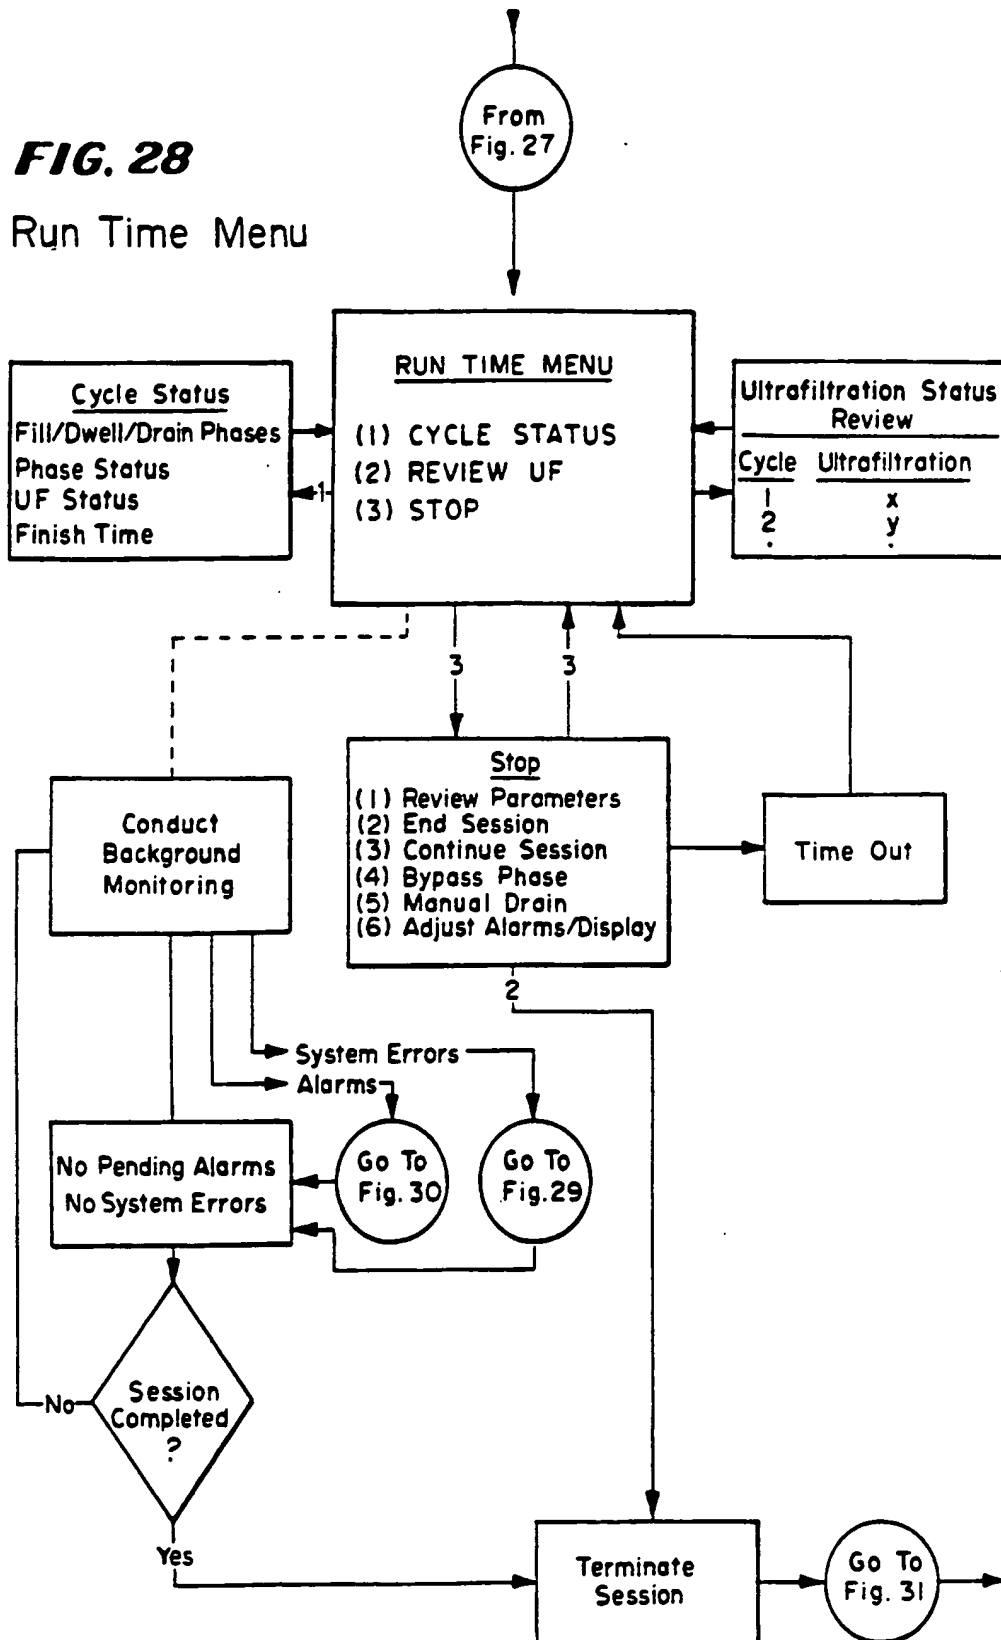 From
Fig. 27
FIG. 28
Run Time Menu
RUN TIME MENU
(1) CYCLE STATUS
(2) REVIEW UF
(3) STOP
Cycle Status
Fill/Dwell/Drain Phases
Phase Status
UF Status
Finish Time
1
Ultrafiltration Status
Review
Cycle Ultrafiltration
1 x
2 y
. .
3
3
Stop
(1) Review Parameters
(2) End Session
(3) Continue Session
(4) Bypass Phase
(5) Manual Drain
(6) Adjust Alarms/Display
Time Out
Conduct
Background
Monitoring
2
System Errors
Alarms
No Pending Alarms
No System Errors
Go To
Fig. 30
Go To
Fig. 29
Session
Completed
?
No
Yes
Terminate
Session
Go To
Fig. 31